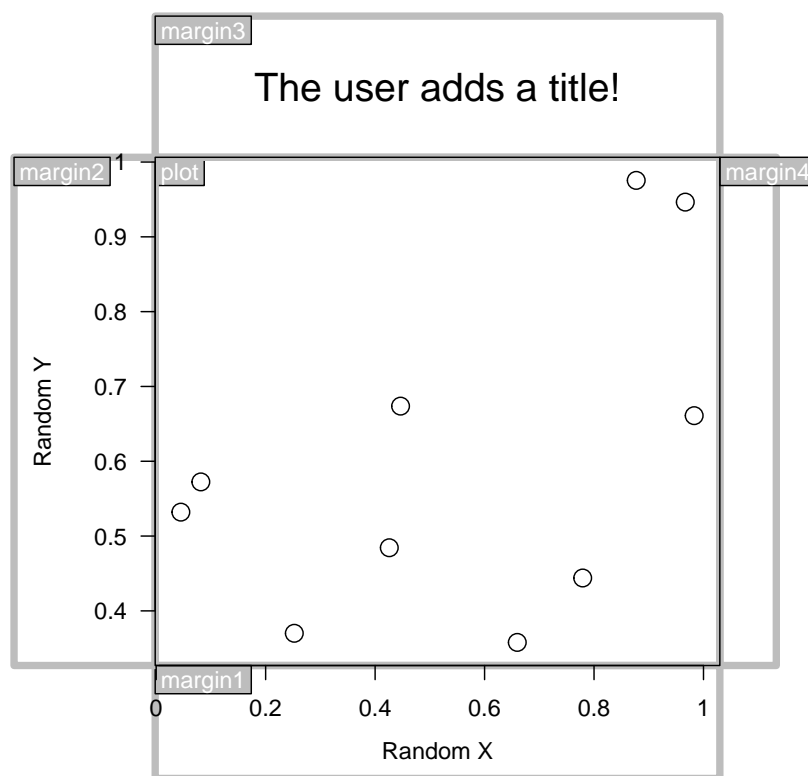 margin3
The user adds a title!
margin2
1
plot
margin4
0.9
0.8
0.7
Random Y
0.6
0.5
0.4
margin1
0 0.2 0.4 0.6 0.8 1
Random X